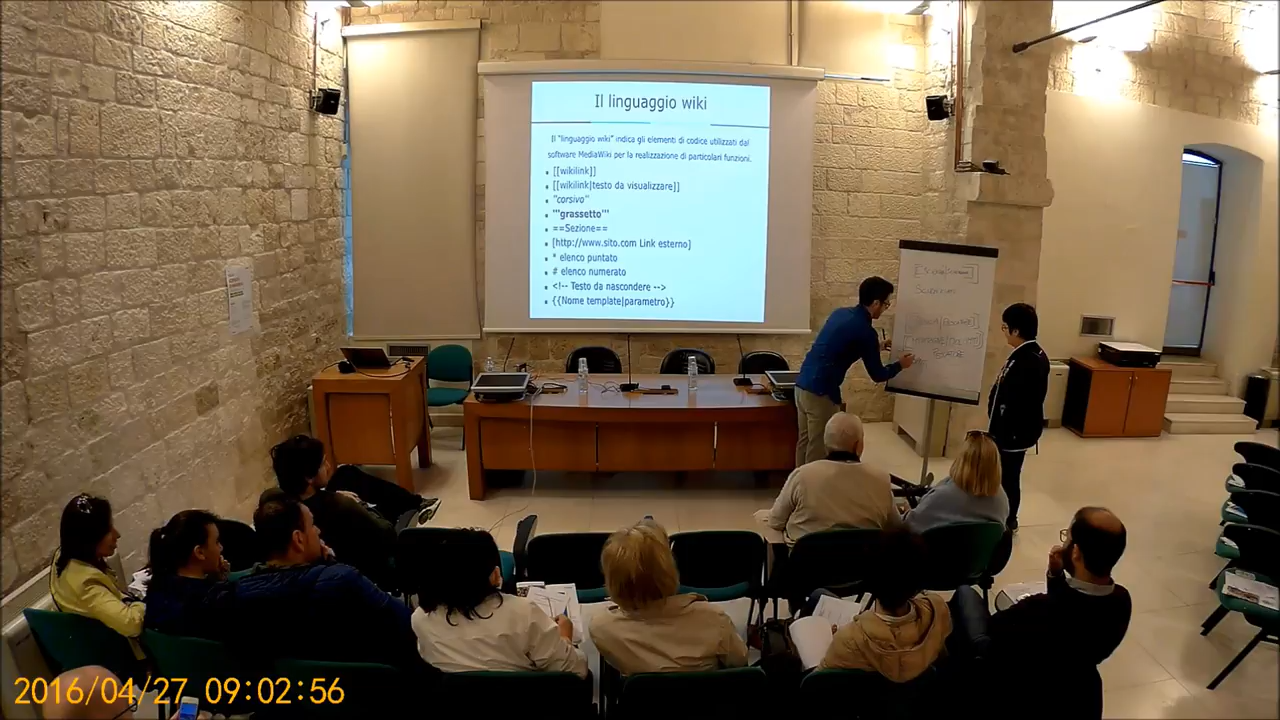 Il linguaggio wiki
Il "linguaggio wiki" indica gli elementi di codice utilizzati dal
software MediaWiki per la realizzazione di particolari funzioni.
[[wikilink]]
[[wikilink|testo da visualizzare]]
''corsivo''
'''grassetto'''
==Sezione==
[http://www.sito.com Link esterno]
* elenco puntato
# elenco numerato
<!-- Testo da nascondere -->
{{Nome template|parametro}}
2016/04/27 09:02:56